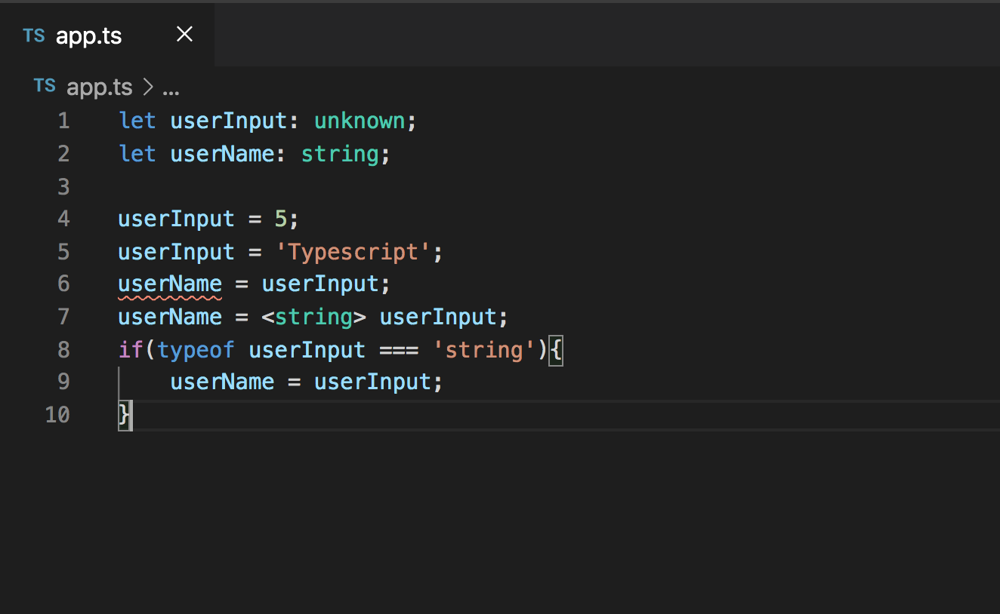 TS app.ts ×
TS app.ts > ...
1 let userInput: unknown;
2 let userName: string;
3
4 userInput = 5;
5 userInput = 'Typescript';
6 userName = userInput;
7 userName = <string> userInput;
8 if(typeof userInput === 'string'){
9     userName = userInput;
10 }